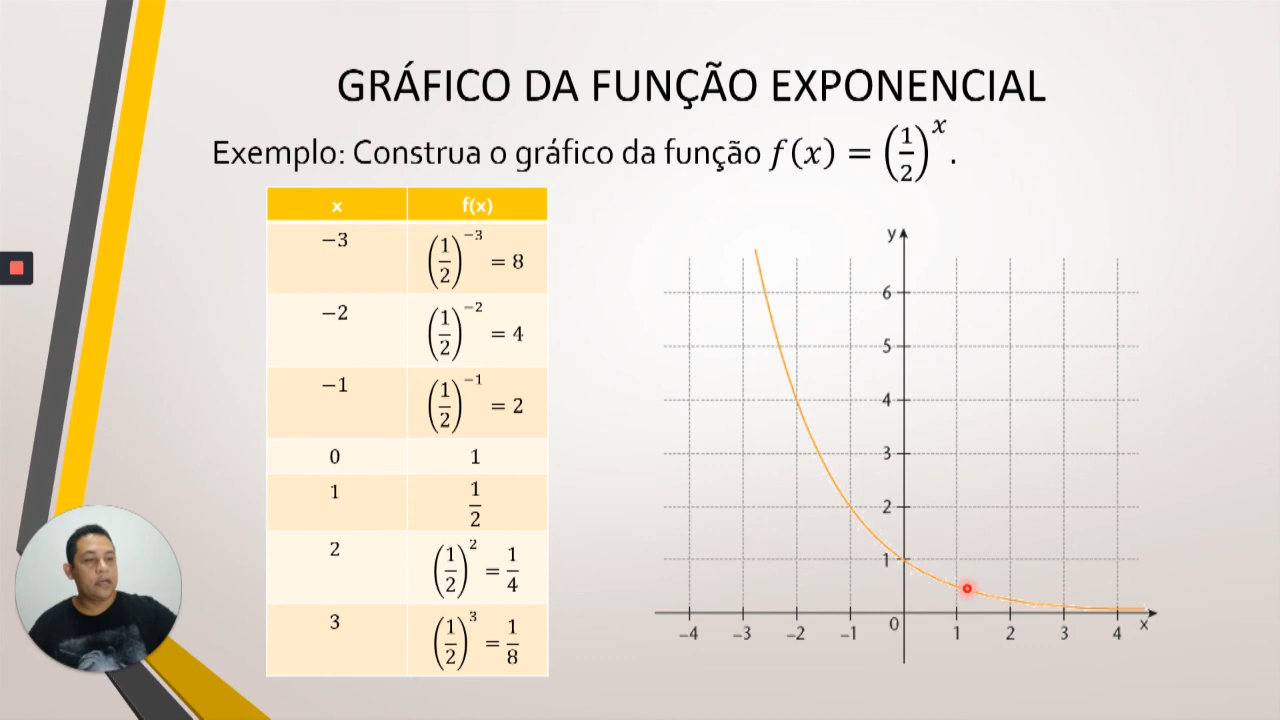 GRÁFICO DA FUNÇÃO EXPONENCIAL
Exemplo: Construa o gráfico da função f(x) = (1/2)^x.
x f(x)
−3 (1/2)^−3 = 8
−2 (1/2)^−2 = 4
−1 (1/2)^−1 = 2
0 1
1 1/2
2 (1/2)^2 = 1/4
3 (1/2)^3 = 1/8
y
6
5
4
3
2
1
0
–4 –3 –2 –1 1 2 3 4 x